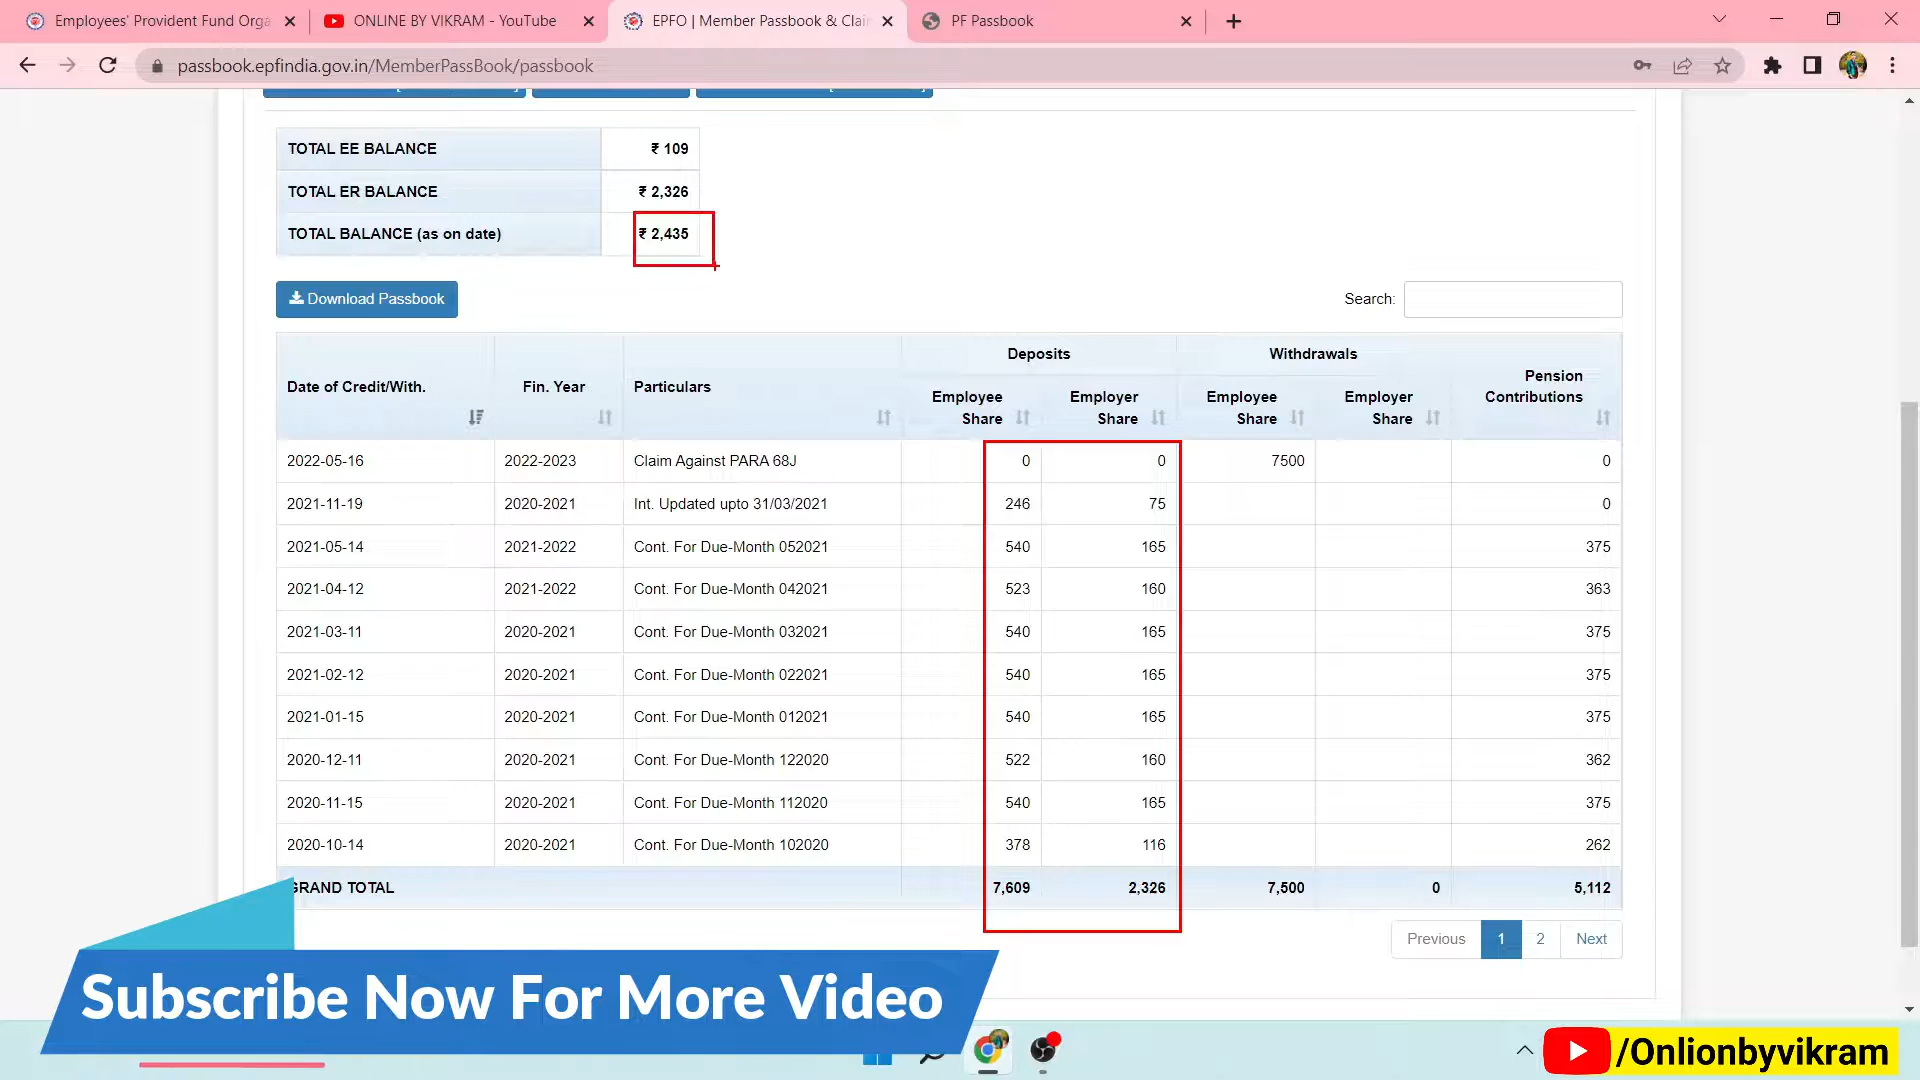 Employees' Provident Fund Orga
ONLINE BY VIKRAM - YouTube
EPFO | Member Passbook & Clai
PF Passbook
passbook.epfindia.gov.in/MemberPassBook/passbook
TOTAL EE BALANCE ₹ 109
TOTAL ER BALANCE ₹ 2,326
TOTAL BALANCE (as on date) ₹ 2,435
Download Passbook
Search:
Deposits Withdrawals
Date of Credit/With. Fin. Year Particulars Employee Share Employer Share Employee Share Employer Share Pension Contributions
2022-05-16 2022-2023 Claim Against PARA 68J 0 0 7500 0
2021-11-19 2020-2021 Int. Updated upto 31/03/2021 246 75 0
2021-05-14 2021-2022 Cont. For Due-Month 052021 540 165 375
2021-04-12 2021-2022 Cont. For Due-Month 042021 523 160 363
2021-03-11 2020-2021 Cont. For Due-Month 032021 540 165 375
2021-02-12 2020-2021 Cont. For Due-Month 022021 540 165 375
2021-01-15 2020-2021 Cont. For Due-Month 012021 540 165 375
2020-12-11 2020-2021 Cont. For Due-Month 122020 522 160 362
2020-11-15 2020-2021 Cont. For Due-Month 112020 540 165 375
2020-10-14 2020-2021 Cont. For Due-Month 102020 378 116 262
GRAND TOTAL 7,609 2,326 7,500 0 5,112
Previous 1 2 Next
Subscribe Now For More Video
/Onlionbyvikram